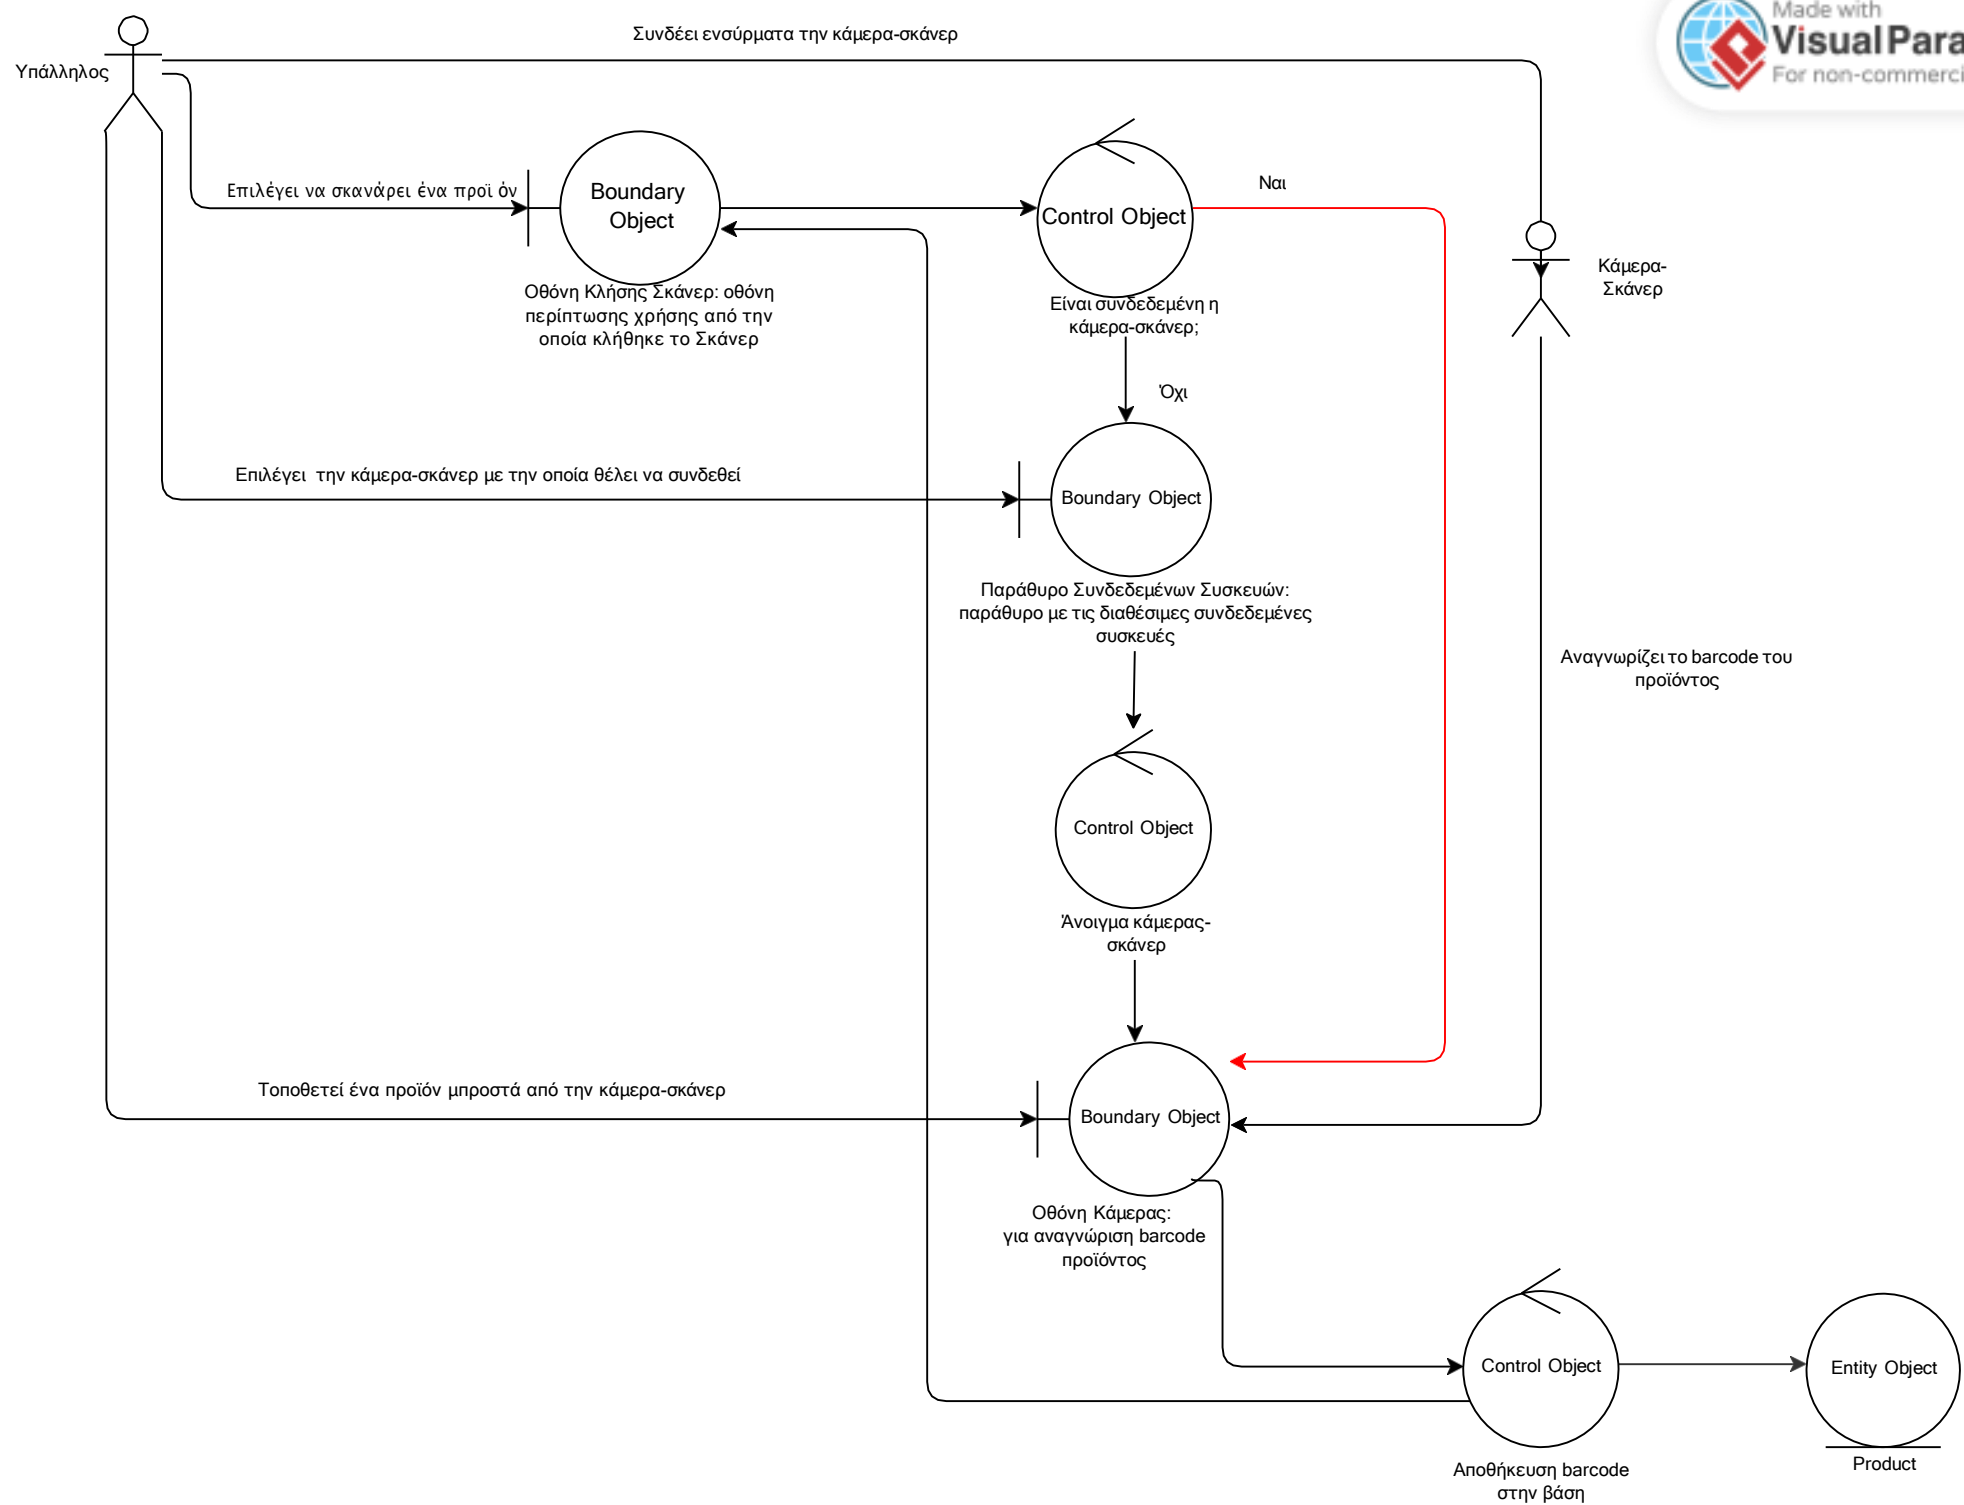 Made with
Visual Para
For non-commerci
Συνδέει ενσύρματα την κάμερα-σκάνερ
Υπάλληλος
Επιλέγει να σκανάρει ένα προϊ όν
Boundary
Object
Control Object
Ναι
Κάμερα-
Σκάνερ
Οθόνη Κλήσης Σκάνερ: οθόνη
περίπτωσης χρήσης από την
οποία κλήθηκε το Σκάνερ
Είναι συνδεδεμένη η
κάμερα-σκάνερ;
Όχι
Επιλέγει την κάμερα-σκάνερ με την οποία θέλει να συνδεθεί
Boundary Object
Παράθυρο Συνδεδεμένων Συσκευών:
παράθυρο με τις διαθέσιμες συνδεδεμένες
συσκευές
Αναγνωρίζει το barcode του
προϊόντος
Control Object
Άνοιγμα κάμερας-
σκάνερ
Τοποθετεί ένα προϊόν μπροστά από την κάμερα-σκάνερ
Boundary Object
Οθόνη Κάμερας:
για αναγνώριση barcode
προϊόντος
Control Object
Entity Object
Αποθήκευση barcode
στην βάση
Product